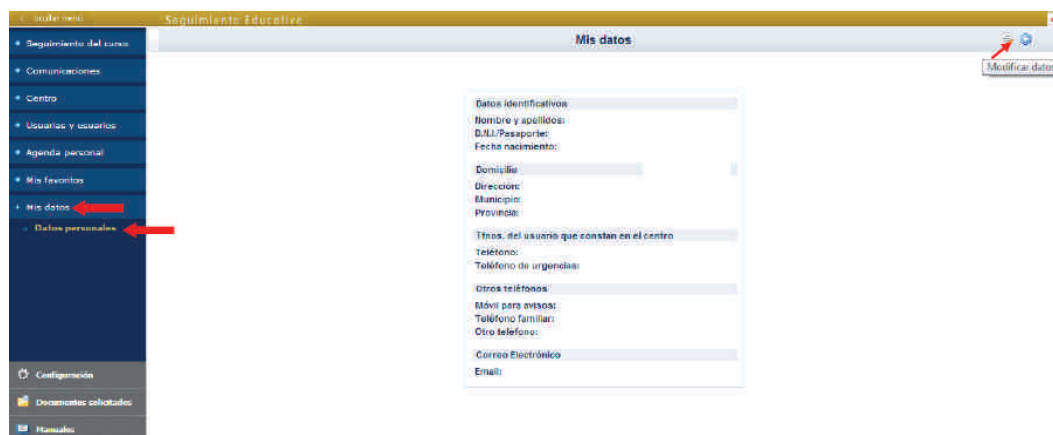 ocultar menú
Seguimiento Educativo
Mis datos
Modificar datos
Seguimiento del curso
Comunicaciones
Centro
Usuarias y usuarios
Agenda personal
Mis favoritos
Mis datos
Datos personales
Configuración
Documentos solicitados
Manuales
Datos identificativos
Nombre y apellidos:
D.N.I./Pasaporte:
Fecha nacimiento:
Domicilio
Dirección:
Municipio:
Provincia:
Tfnos. del usuario que constan en el centro
Teléfono:
Teléfono de urgencias:
Otros teléfonos
Móvil para avisos:
Teléfono familiar:
Otro teléfono:
Correo Electrónico
Email: